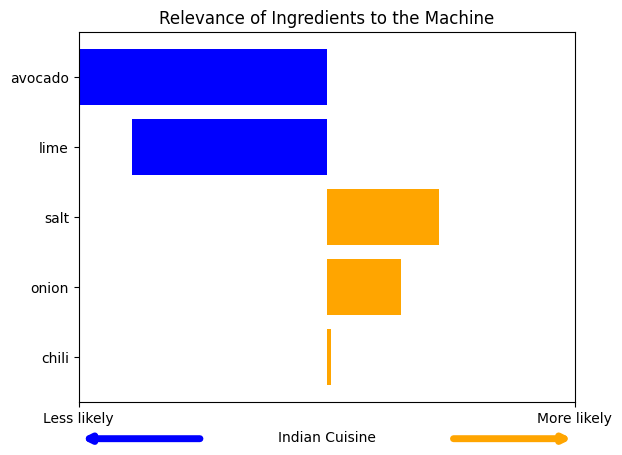 Relevance of Ingredients to the Machine
avocado
lime
salt
onion
chili
Less likely
More likely
Indian Cuisine